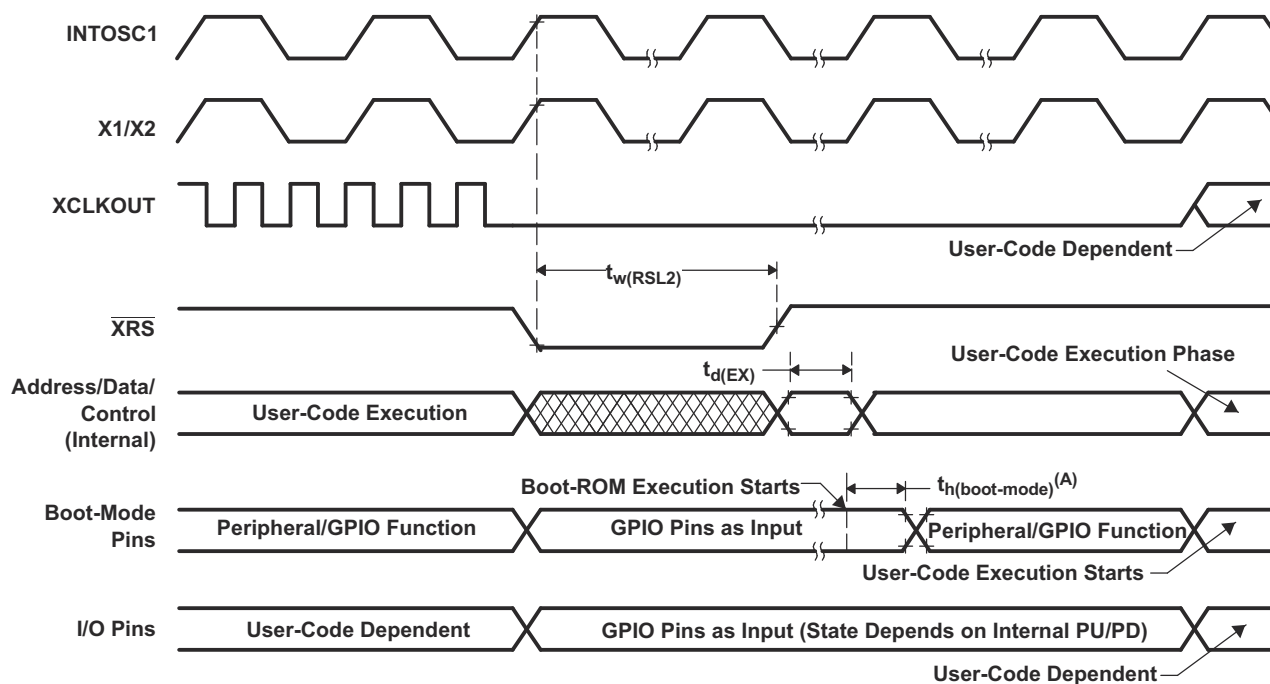 INTOSC1
X1/X2
XCLKOUT
User-Code Dependent
tw(RSL2)
XRS
User-Code Execution Phase
td(EX)
Address/Data/
Control
(Internal)
User-Code Execution
Boot-ROM Execution Starts
th(boot-mode)(A)
Boot-Mode
Pins
Peripheral/GPIO Function
GPIO Pins as Input
Peripheral/GPIO Function
User-Code Execution Starts
I/O Pins
User-Code Dependent
GPIO Pins as Input (State Depends on Internal PU/PD)
User-Code Dependent